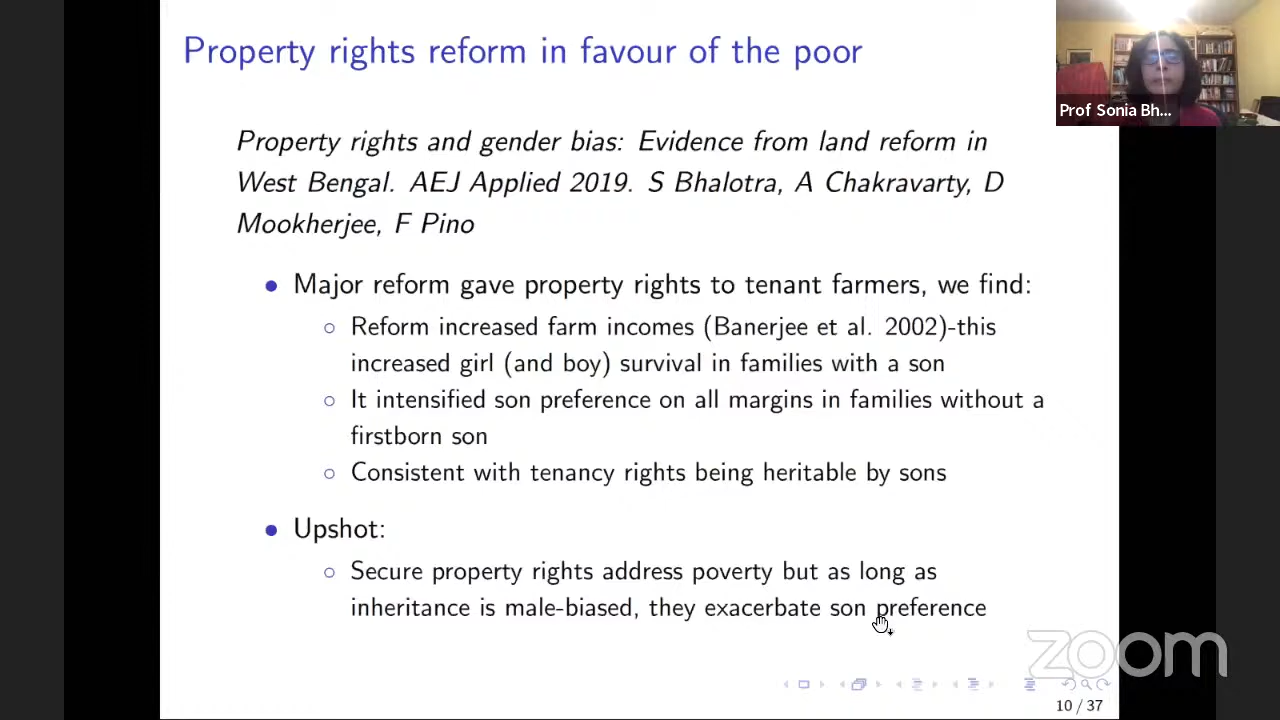 Property rights reform in favour of the poor
Prof Sonia Bh...
Property rights and gender bias: Evidence from land reform in
West Bengal. AEJ Applied 2019. S Bhalotra, A Chakravarty, D
Mookherjee, F Pino
• Major reform gave property rights to tenant farmers, we find:
○ Reform increased farm incomes (Banerjee et al. 2002)-this
increased girl (and boy) survival in families with a son
○ It intensified son preference on all margins in families without a
firstborn son
○ Consistent with tenancy rights being heritable by sons
• Upshot:
○ Secure property rights address poverty but as long as
inheritance is male-biased, they exacerbate son preference
zoom
10 / 37